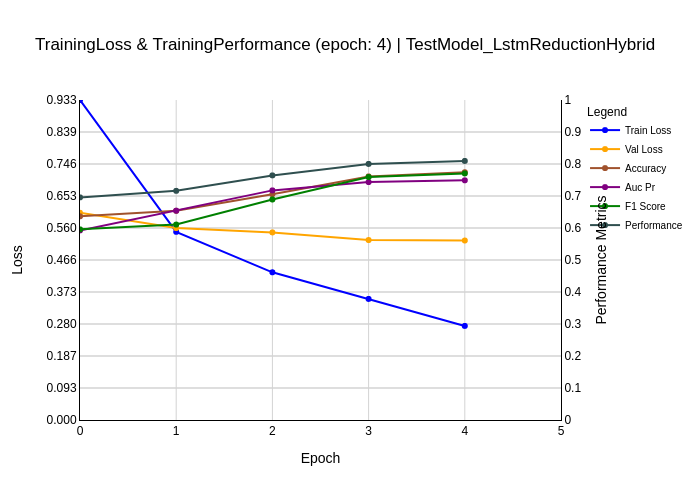 TrainingLoss & TrainingPerformance (epoch: 4) | TestModel_LstmReductionHybrid
0.933
0.839
0.746
0.653
0.560
0.466
0.373
0.280
0.187
0.093
0.000
Loss
0
1
2
3
4
5
Epoch
1
0.9
0.8
0.7
0.6
0.5
0.4
0.3
0.2
0.1
0
Performance Metrics
Legend
Train Loss
Val Loss
Accuracy
Auc Pr
F1 Score
Performance